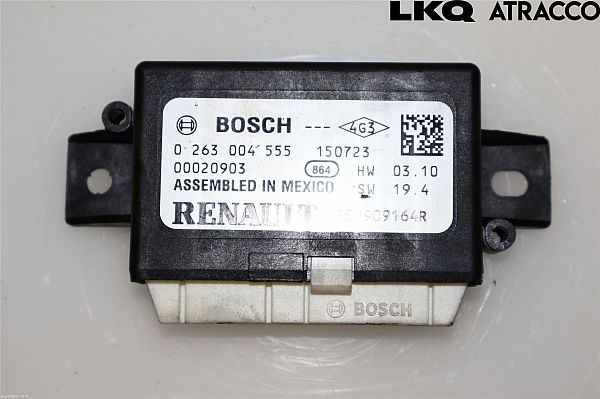 LKQ ATRACCO
BOSCH --- 4G3
0 263 004 555 150723
00020903 864 HW 03.10
ASSEMBLED IN MEXICO SW 19.4
RENAULT
BOSCH